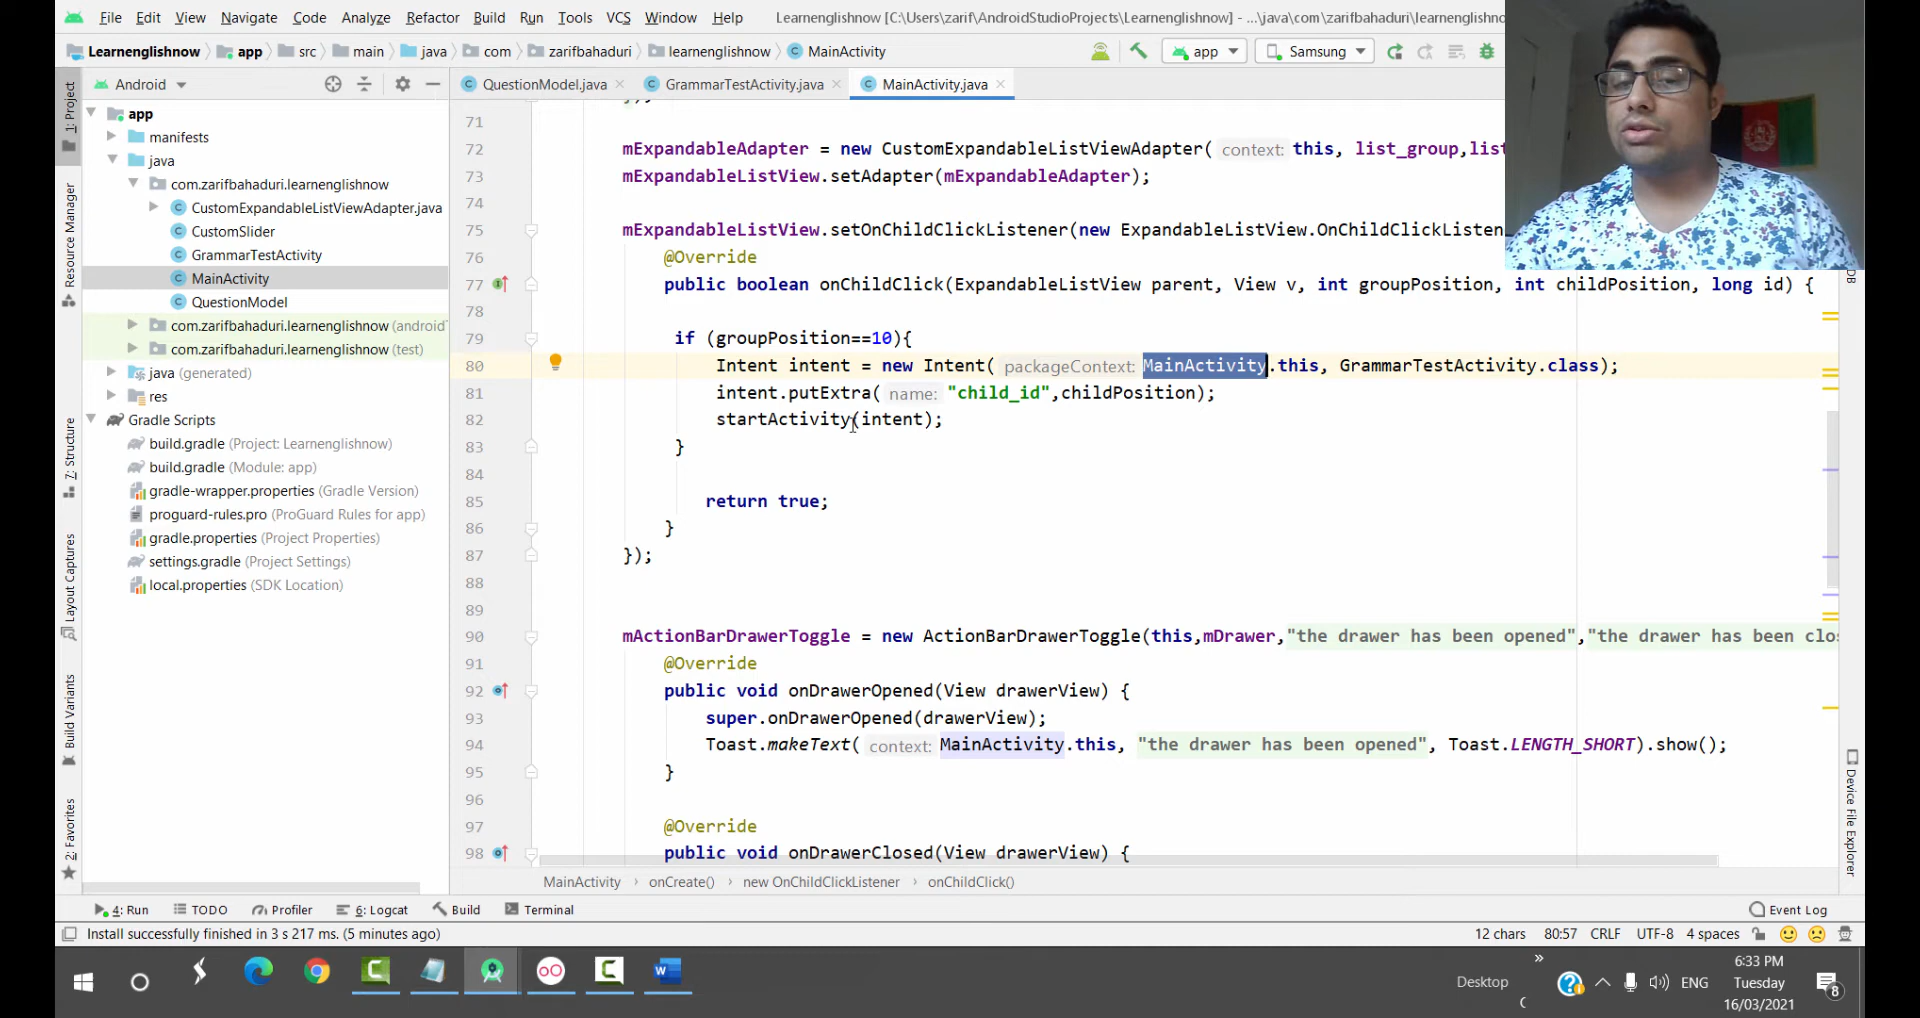 File Edit View Navigate Code Analyze Refactor Build Run Tools VCS Window Help Learnenglishnow [C:\Users\zarif\AndroidStudioProjects\Learnenglishnow] - ...\java\com\zarifbahaduri\learnenglishnow
Learnenglishnow app src main java com zarifbahaduri learnenglishnow MainActivity app Samsung
Android QuestionModel.java GrammarTestActivity.java MainActivity.java
1: Project
Resource Manager
7: Structure
Layout Captures
Build Variants
2: Favorites
app
manifests
java
com.zarifbahaduri.learnenglishnow
CustomExpandableListViewAdapter.java
CustomSlider
GrammarTestActivity
MainActivity
QuestionModel
com.zarifbahaduri.learnenglishnow (android
com.zarifbahaduri.learnenglishnow (test)
java (generated)
res
Gradle Scripts
build.gradle (Project: Learnenglishnow)
build.gradle (Module: app)
gradle-wrapper.properties (Gradle Version)
proguard-rules.pro (ProGuard Rules for app)
gradle.properties (Project Properties)
settings.gradle (Project Settings)
local.properties (SDK Location)
});
71
72 mExpandableAdapter = new CustomExpandableListViewAdapter( context: this, list_group,list
73 mExpandableListView.setAdapter(mExpandableAdapter);
74
75 mExpandableListView.setOnChildClickListener(new ExpandableListView.OnChildClickListen
76 @Override
77 public boolean onChildClick(ExpandableListView parent, View v, int groupPosition, int childPosition, long id) {
78
79 if (groupPosition==10){
80 Intent intent = new Intent( packageContext: MainActivity.this, GrammarTestActivity.class);
81 intent.putExtra( name: "child_id",childPosition);
82 startActivity(intent);
83 }
84
85 return true;
86 }
87 });
88
89
90 mActionBarDrawerToggle = new ActionBarDrawerToggle(this,mDrawer,"the drawer has been opened","the drawer has been clo
91 @Override
92 public void onDrawerOpened(View drawerView) {
93 super.onDrawerOpened(drawerView);
94 Toast.makeText( context: MainActivity.this, "the drawer has been opened", Toast.LENGTH_SHORT).show();
95 }
96
97 @Override
98 public void onDrawerClosed(View drawerView) {
MainActivity onCreate() new OnChildClickListener onChildClick()
Device File Explorer
4: Run TODO Profiler 6: Logcat Build Terminal Event Log
Install successfully finished in 3 s 217 ms. (5 minutes ago) 12 chars 80:57 CRLF UTF-8 4 spaces
Desktop » ENG 6:33 PM
Tuesday
16/03/2021
8